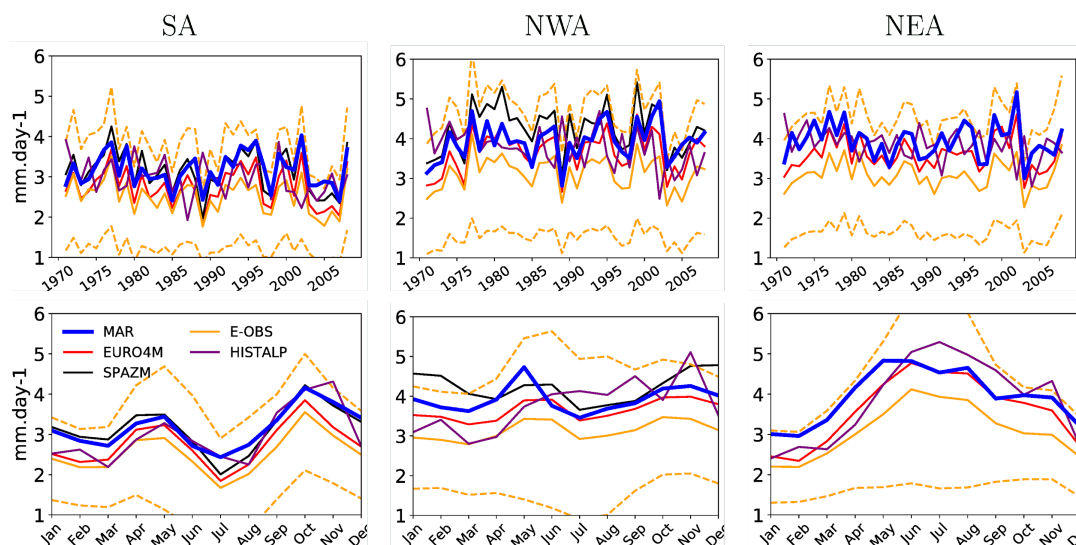 SA NWA NEA
mm.day-1
6 6 6
5 5 5
4 4 4
3 3 3
2 2 2
1 1 1
1970 1975 1980 1985 1990 1995 2000 2005 1970 1975 1980 1985 1990 1995 2000 2005 1970 1975 1980 1985 1990 1995 2000 2005
mm.day-1
6 6 6
MAR E-OBS
EURO4M HISTALP
SPAZM
5 5 5
4 4 4
3 3 3
2 2 2
1 1 1
Jan Feb Mar Apr May Jun Jul Aug Sep Oct Nov De Jan Feb Mar Apr May Jun Jul Aug Sep Oct Nov De Jan Feb Mar Apr May Jun Jul Aug Sep Oct Nov De